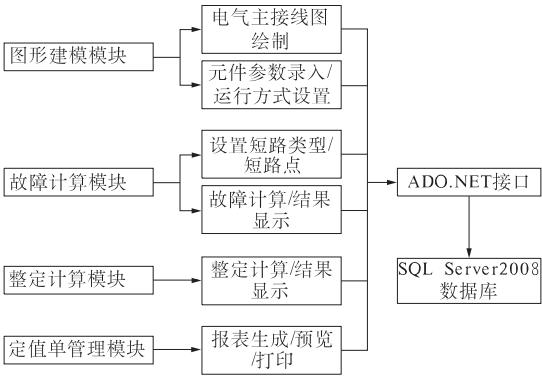 电气主接线图
绘制
图形建模模块
元件参数录入/
运行方式设置
设置短路类型/
短路点
故障计算模块
ADO.NET接口
故障计算/结果
显示
整定计算模块
整定计算/结果
显示
SQL Server2008
数据库
定值单管理模块
报表生成/预览
/打印